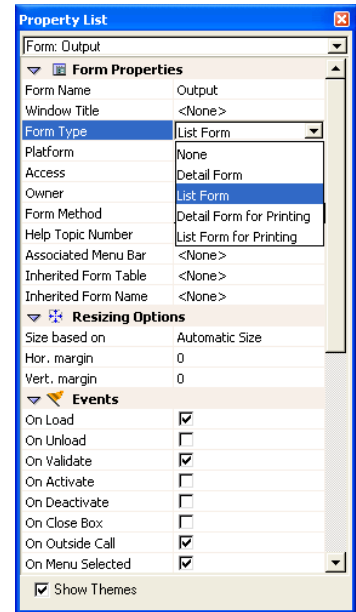 Property List
Form: Output
Form Properties
Form Name Output
Window Title <None>
Form Type List Form
Platform None
Access Detail Form
Owner List Form
Form Method Detail Form for Printing
Help Topic Number List Form for Printing
Associated Menu Bar <None>
Inherited Form Table <None>
Inherited Form Name <None>
Resizing Options
Size based on Automatic Size
Hor. margin 0
Vert. margin 0
Events
On Load
On Unload
On Validate
On Activate
On Deactivate
On Close Box
On Outside Call
On Menu Selected
Show Themes